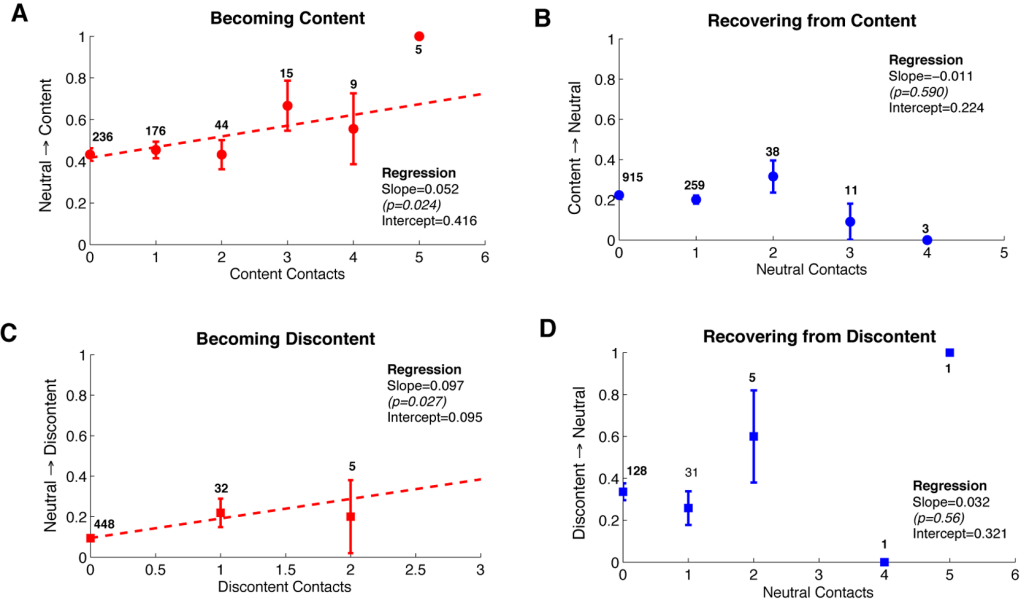 A
Becoming Content
1
0.8
0.6
0.4
0.2
0
Neutral → Content
236
176
44
15
9
5
Regression
Slope=0.052
(p=0.024)
Intercept=0.416
0 1 2 3 4 5 6
Content Contacts
B
Recovering from Content
1
0.8
0.6
0.4
0.2
0
Content → Neutral
915
259
38
11
3
Regression
Slope=−0.011
(p=0.590)
Intercept=0.224
0 1 2 3 4 5
Neutral Contacts
C
Becoming Discontent
1
0.8
0.6
0.4
0.2
0
Neutral → Discontent
448
32
5
Regression
Slope=0.097
(p=0.027)
Intercept=0.095
0 0.5 1 1.5 2 2.5 3
Discontent Contacts
D
Recovering from Discontent
1
0.8
0.6
0.4
0.2
0
Discontent → Neutral
128
31
5
1
1
Regression
Slope=0.032
(p=0.56)
Intercept=0.321
0 1 2 3 4 5 6
Neutral Contacts